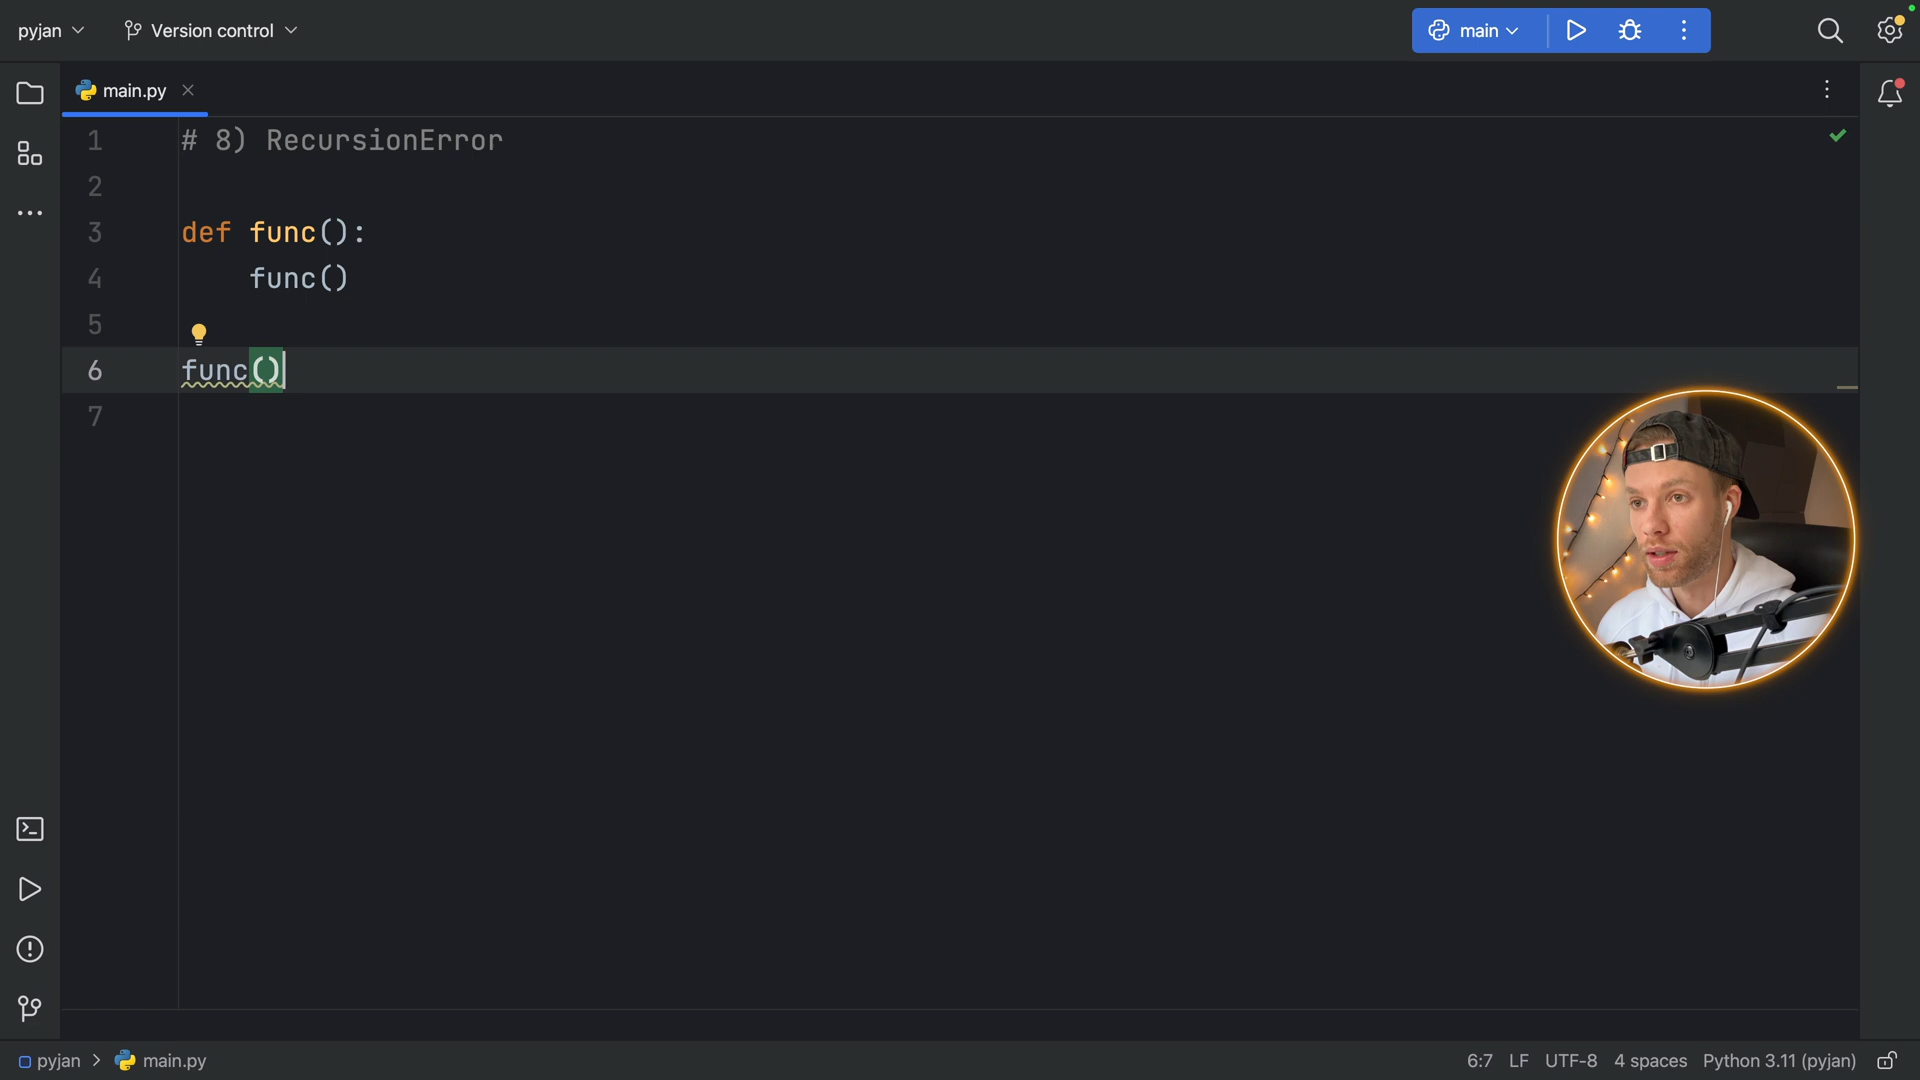 pyjan Version control main
main.py
1 # 8) RecursionError
2
3 def func():
4     func()
5
6 func()
7
pyjan > main.py 6:7 LF UTF-8 4 spaces Python 3.11 (pyjan)